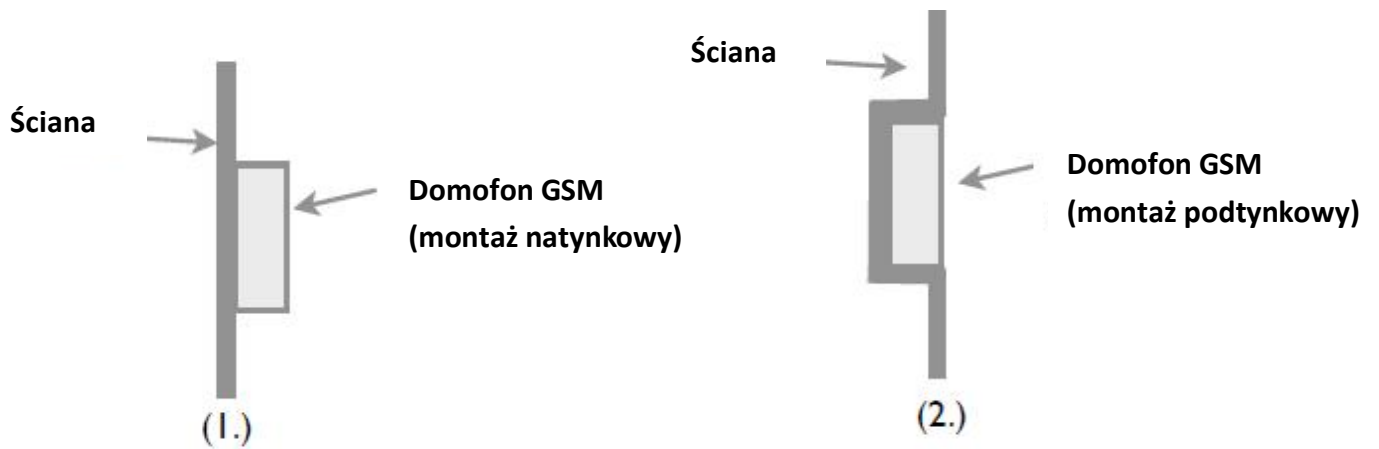 Ściana
Domofon GSM
(montaż natynkowy)
(1.)
Ściana
Domofon GSM
(montaż podtynkowy)
(2.)